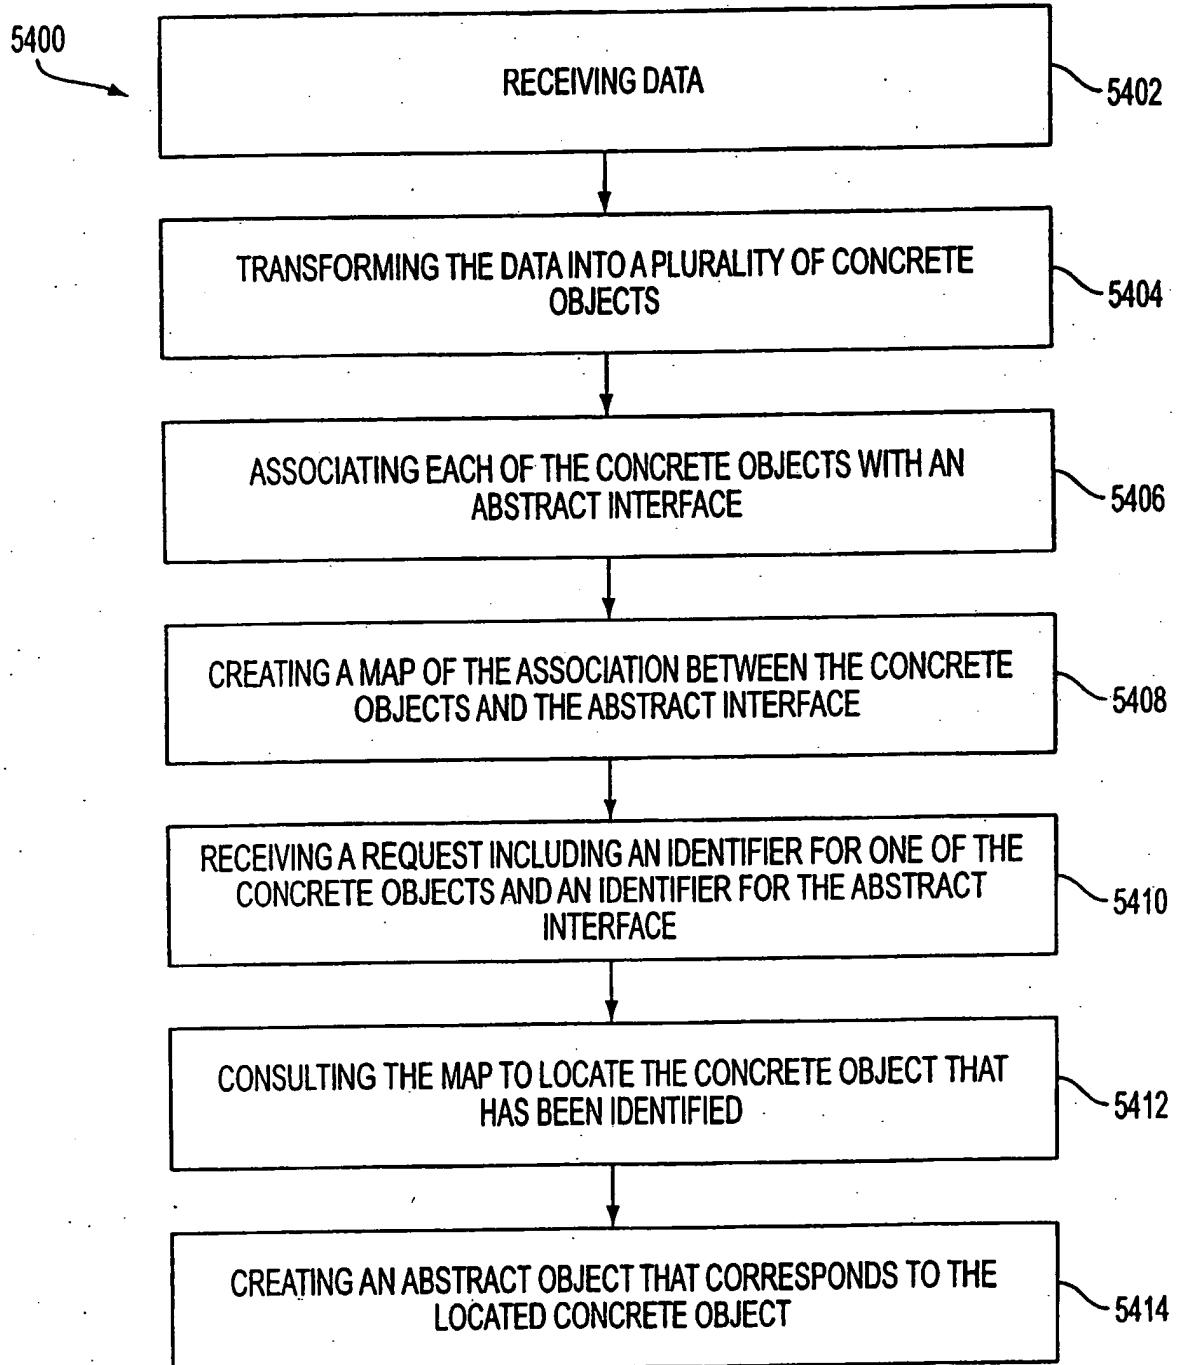 5400
RECEIVING DATA
5402
TRANSFORMING THE DATA INTO A PLURALITY OF CONCRETE
OBJECTS
5404
ASSOCIATING EACH OF THE CONCRETE OBJECTS WITH AN
ABSTRACT INTERFACE
5406
CREATING A MAP OF THE ASSOCIATION BETWEEN THE CONCRETE
OBJECTS AND THE ABSTRACT INTERFACE
5408
RECEIVING A REQUEST INCLUDING AN IDENTIFIER FOR ONE OF THE
CONCRETE OBJECTS AND AN IDENTIFIER FOR THE ABSTRACT
INTERFACE
5410
CONSULTING THE MAP TO LOCATE THE CONCRETE OBJECT THAT
HAS BEEN IDENTIFIED
5412
CREATING AN ABSTRACT OBJECT THAT CORRESPONDS TO THE
LOCATED CONCRETE OBJECT
5414